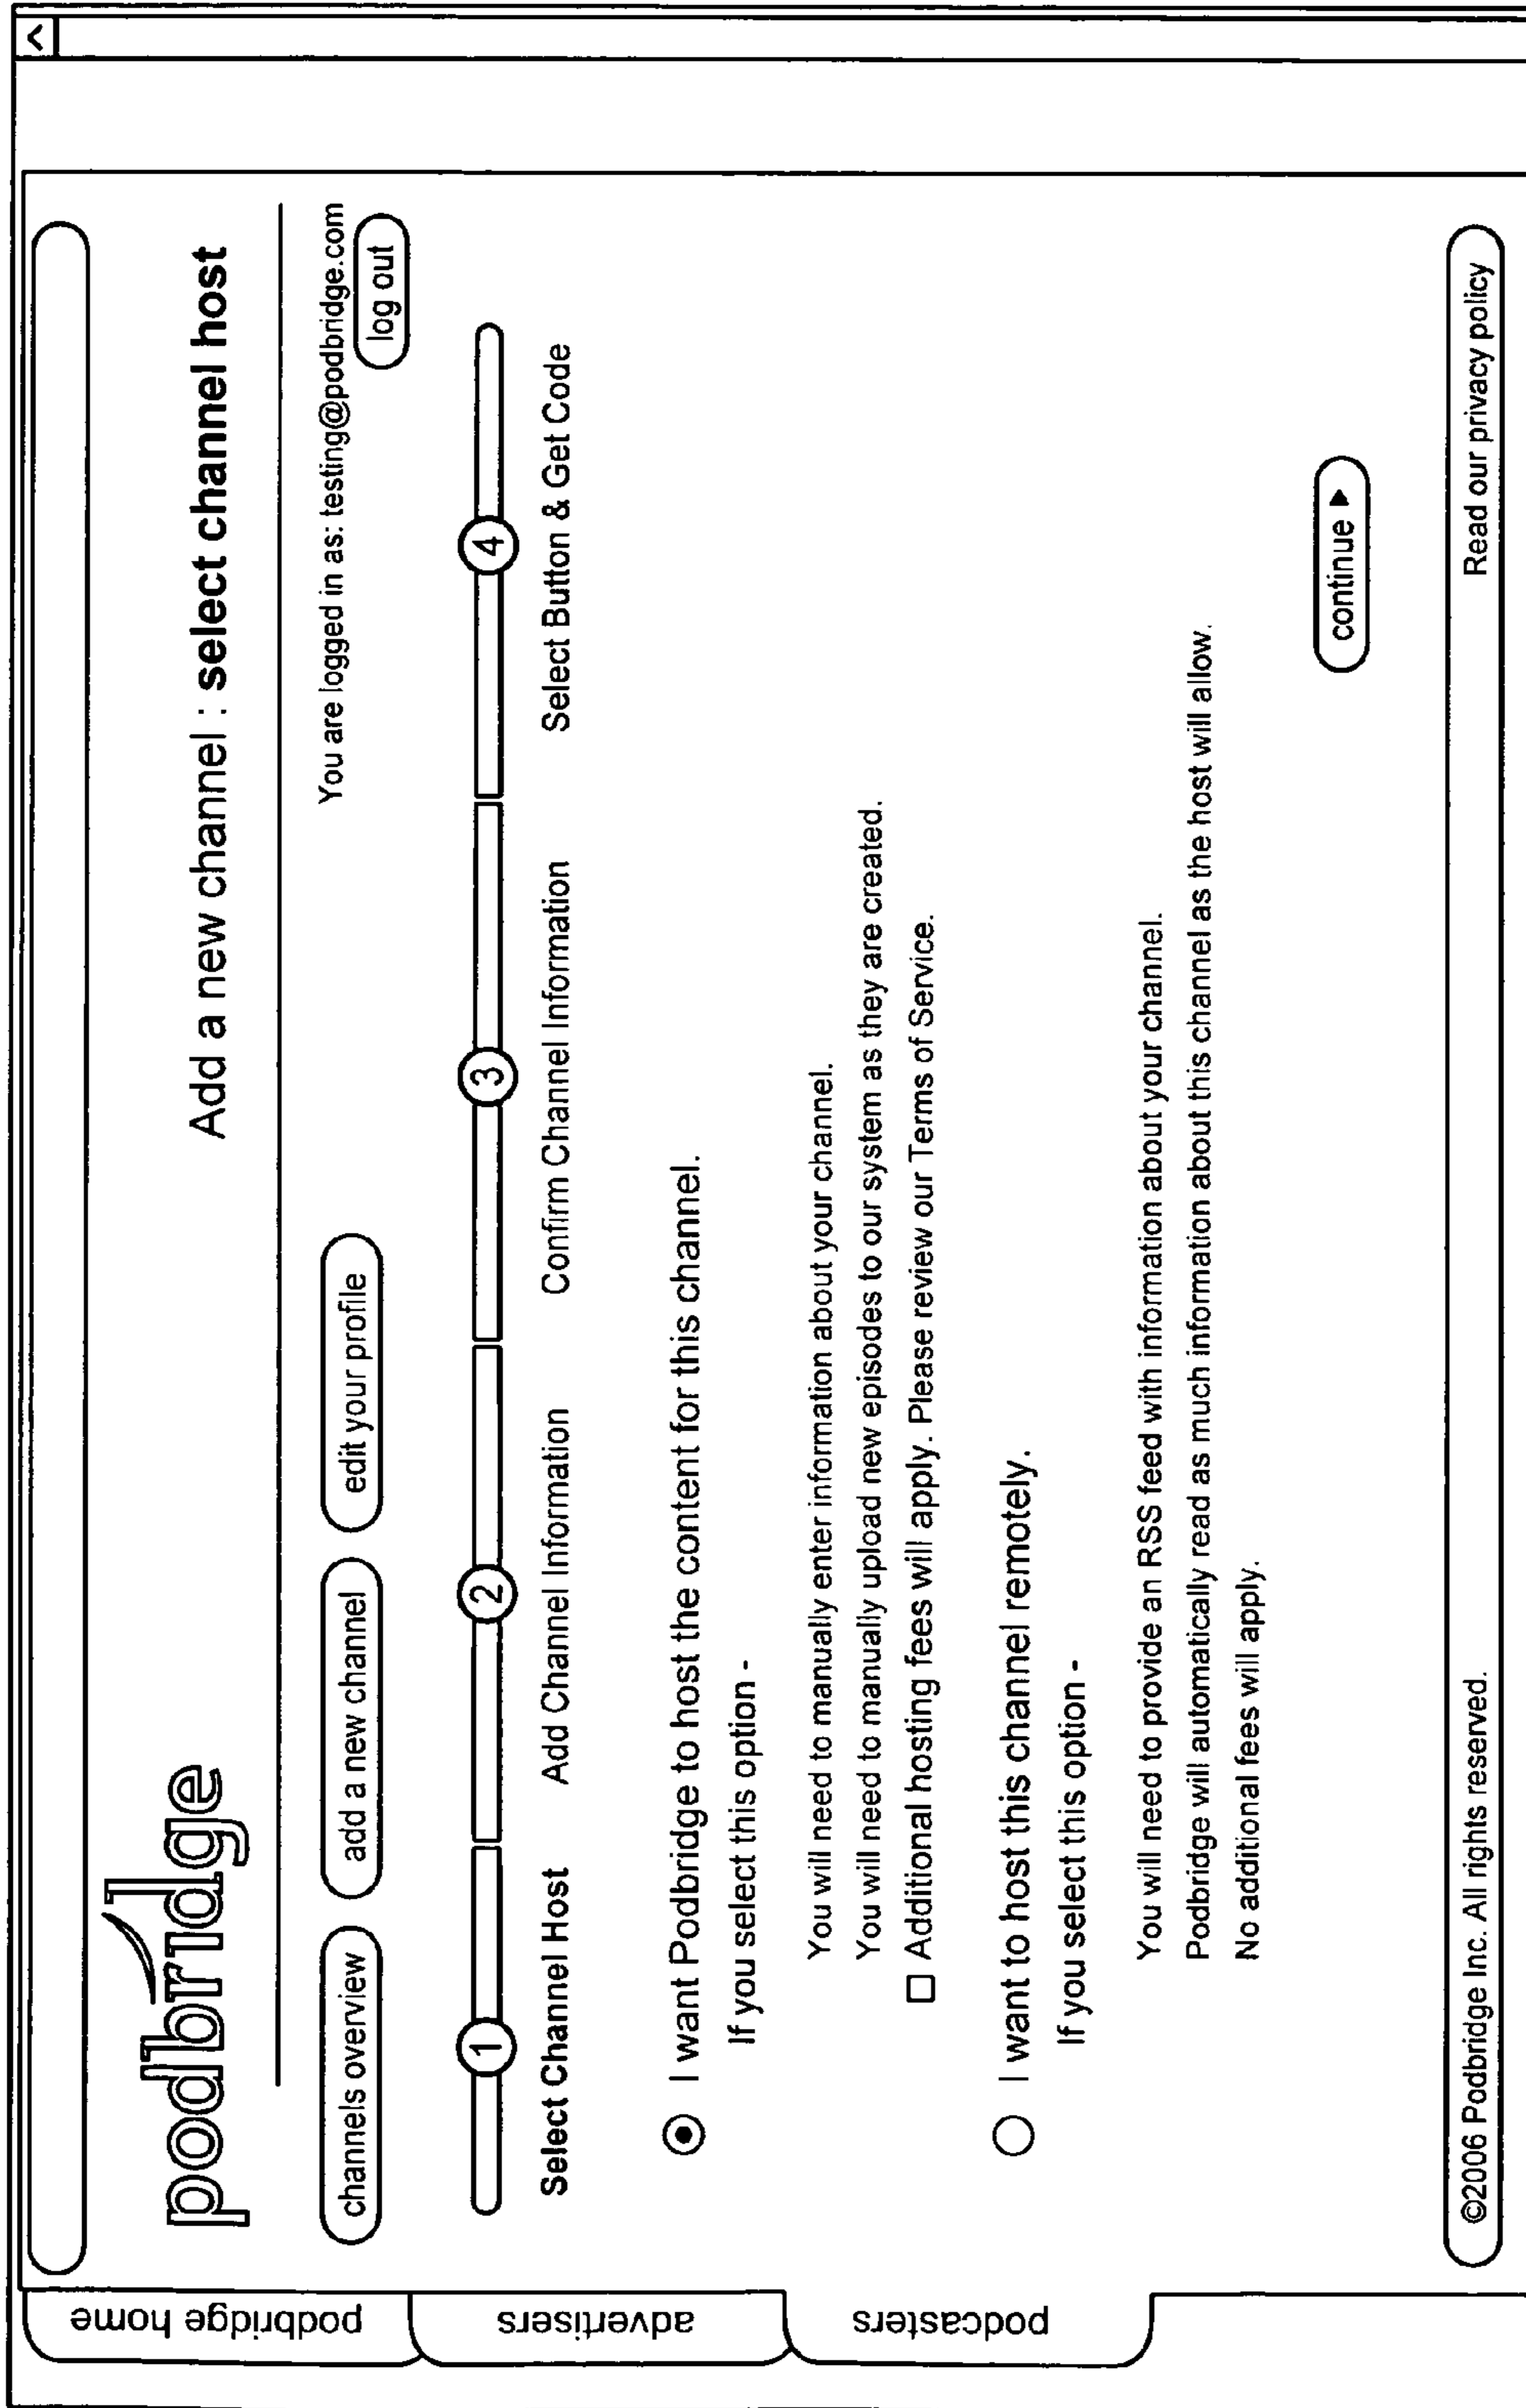 podbridge
Add a new channel : select channel host
You are logged in as: testing@podbridge.com
channels overview
add a new channel
edit your profile
log out
1
2
3
4
Select Channel Host
Add Channel Information
Confirm Channel Information
Select Button & Get Code
I want Podbridge to host the content for this channel.
If you select this option -
You will need to manually enter information about your channel.
You will need to manually upload new episodes to our system as they are created.
Additional hosting fees will apply. Please review our Terms of Service.
I want to host this channel remotely.
If you select this option -
You will need to provide an RSS feed with information about your channel.
Podbridge will automatically read as much information about this channel as the host will allow.
No additional fees will apply.
continue ►
©2006 Podbridge Inc. All rights reserved.
Read our privacy policy
podbridge home
advertisers
podcasters